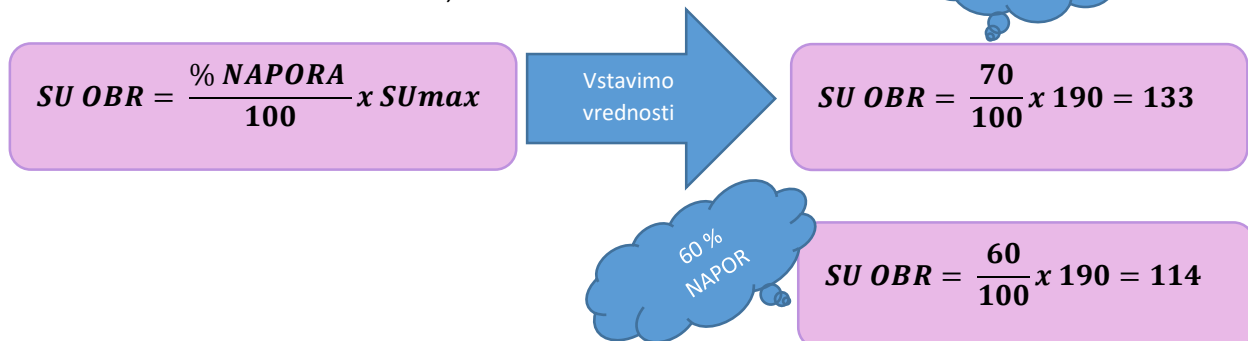 SU OBR = % NAPORA / 100 x SUmax
Vstavimo
vrednosti
SU OBR = 70 / 100 x 190 = 133
60 %
NAPOR
SU OBR = 60 / 100 x 190 = 114